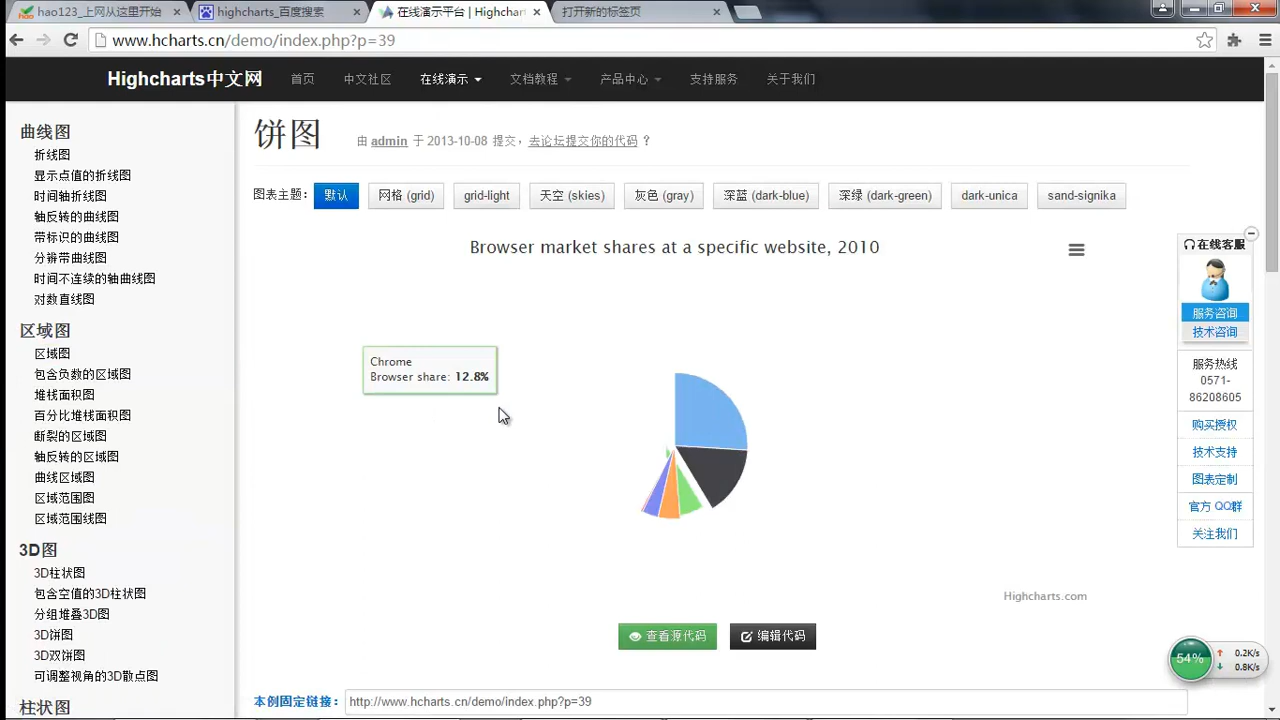 hao123_上网从这里开始
highcharts_百度搜索
在线演示平台 | Highchar
打开新的标签页
www.hcharts.cn/demo/index.php?p=39
Highcharts中文网
首页
中文社区
在线演示
文档教程
产品中心
支持服务
关于我们
曲线图
折线图
显示点值的折线图
时间轴折线图
轴反转的曲线图
带标识的曲线图
分辬带曲线图
时间不连续的轴曲线图
对数直线图
区域图
区域图
包含负数的区域图
堆栈面积图
百分比堆栈面积图
断裂的区域图
轴反转的区域图
曲线区域图
区域范围图
区域范围线图
3D图
3D柱状图
包含空值的3D柱状图
分组堆叠3D图
3D饼图
3D双饼图
可调整视角的3D散点图
柱状图
饼图
由 admin 于 2013-10-08 提交，去论坛提交你的代码 ？
图表主题：
默认
网格 (grid)
grid-light
天空 (skies)
灰色 (gray)
深蓝 (dark-blue)
深绿 (dark-green)
dark-unica
sand-signika
Browser market shares at a specific website, 2010
Chrome
Browser share: 12.8%
Highcharts.com
查看源代码
编辑代码
本例固定链接：
http://www.hcharts.cn/demo/index.php?p=39
在线客服
服务咨询
技术咨询
服务热线
0571-
86208605
购买授权
技术支持
图表定制
官方 QQ群
关注我们
54%
0.2K/s
0.8K/s